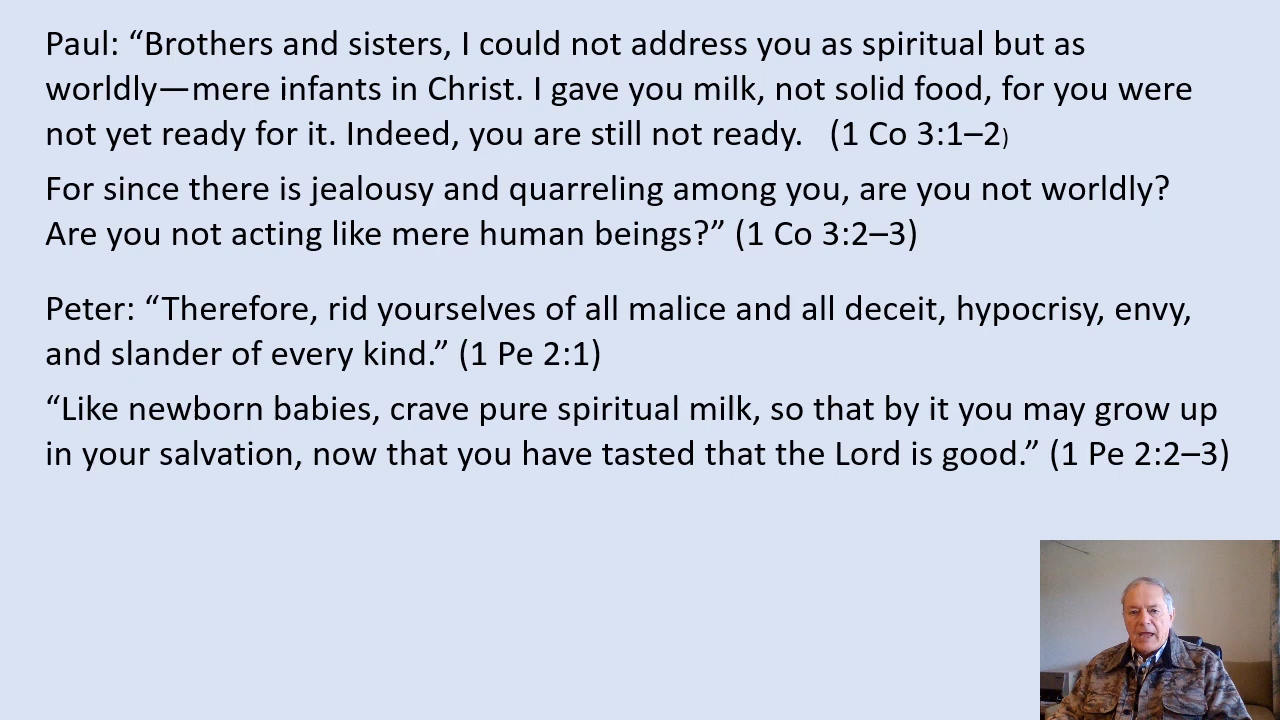 Paul: “Brothers and sisters, I could not address you as spiritual but as
worldly—mere infants in Christ. I gave you milk, not solid food, for you were
not yet ready for it. Indeed, you are still not ready.   (1 Co 3:1–2)
For since there is jealousy and quarreling among you, are you not worldly?
Are you not acting like mere human beings?” (1 Co 3:2–3)
Peter: “Therefore, rid yourselves of all malice and all deceit, hypocrisy, envy,
and slander of every kind.” (1 Pe 2:1)
“Like newborn babies, crave pure spiritual milk, so that by it you may grow up
in your salvation, now that you have tasted that the Lord is good.” (1 Pe 2:2–3)